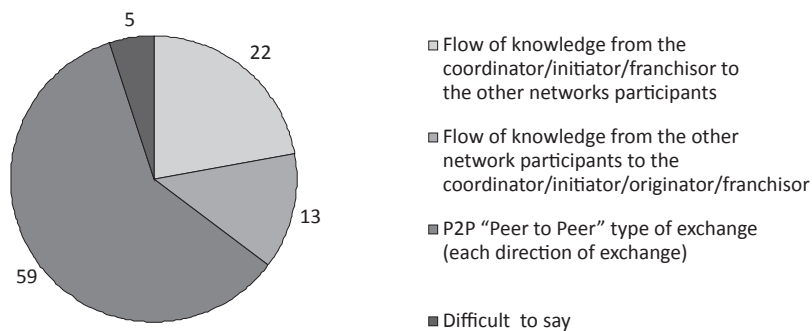 5
22
13
59
Flow of knowledge from the
coordinator/initiator/franchisor to
the other networks participants
Flow of knowledge from the other
network participants to the
coordinator/initiator/originator/franchisor
P2P “Peer to Peer” type of exchange
(each direction of exchange)
Difficult to say